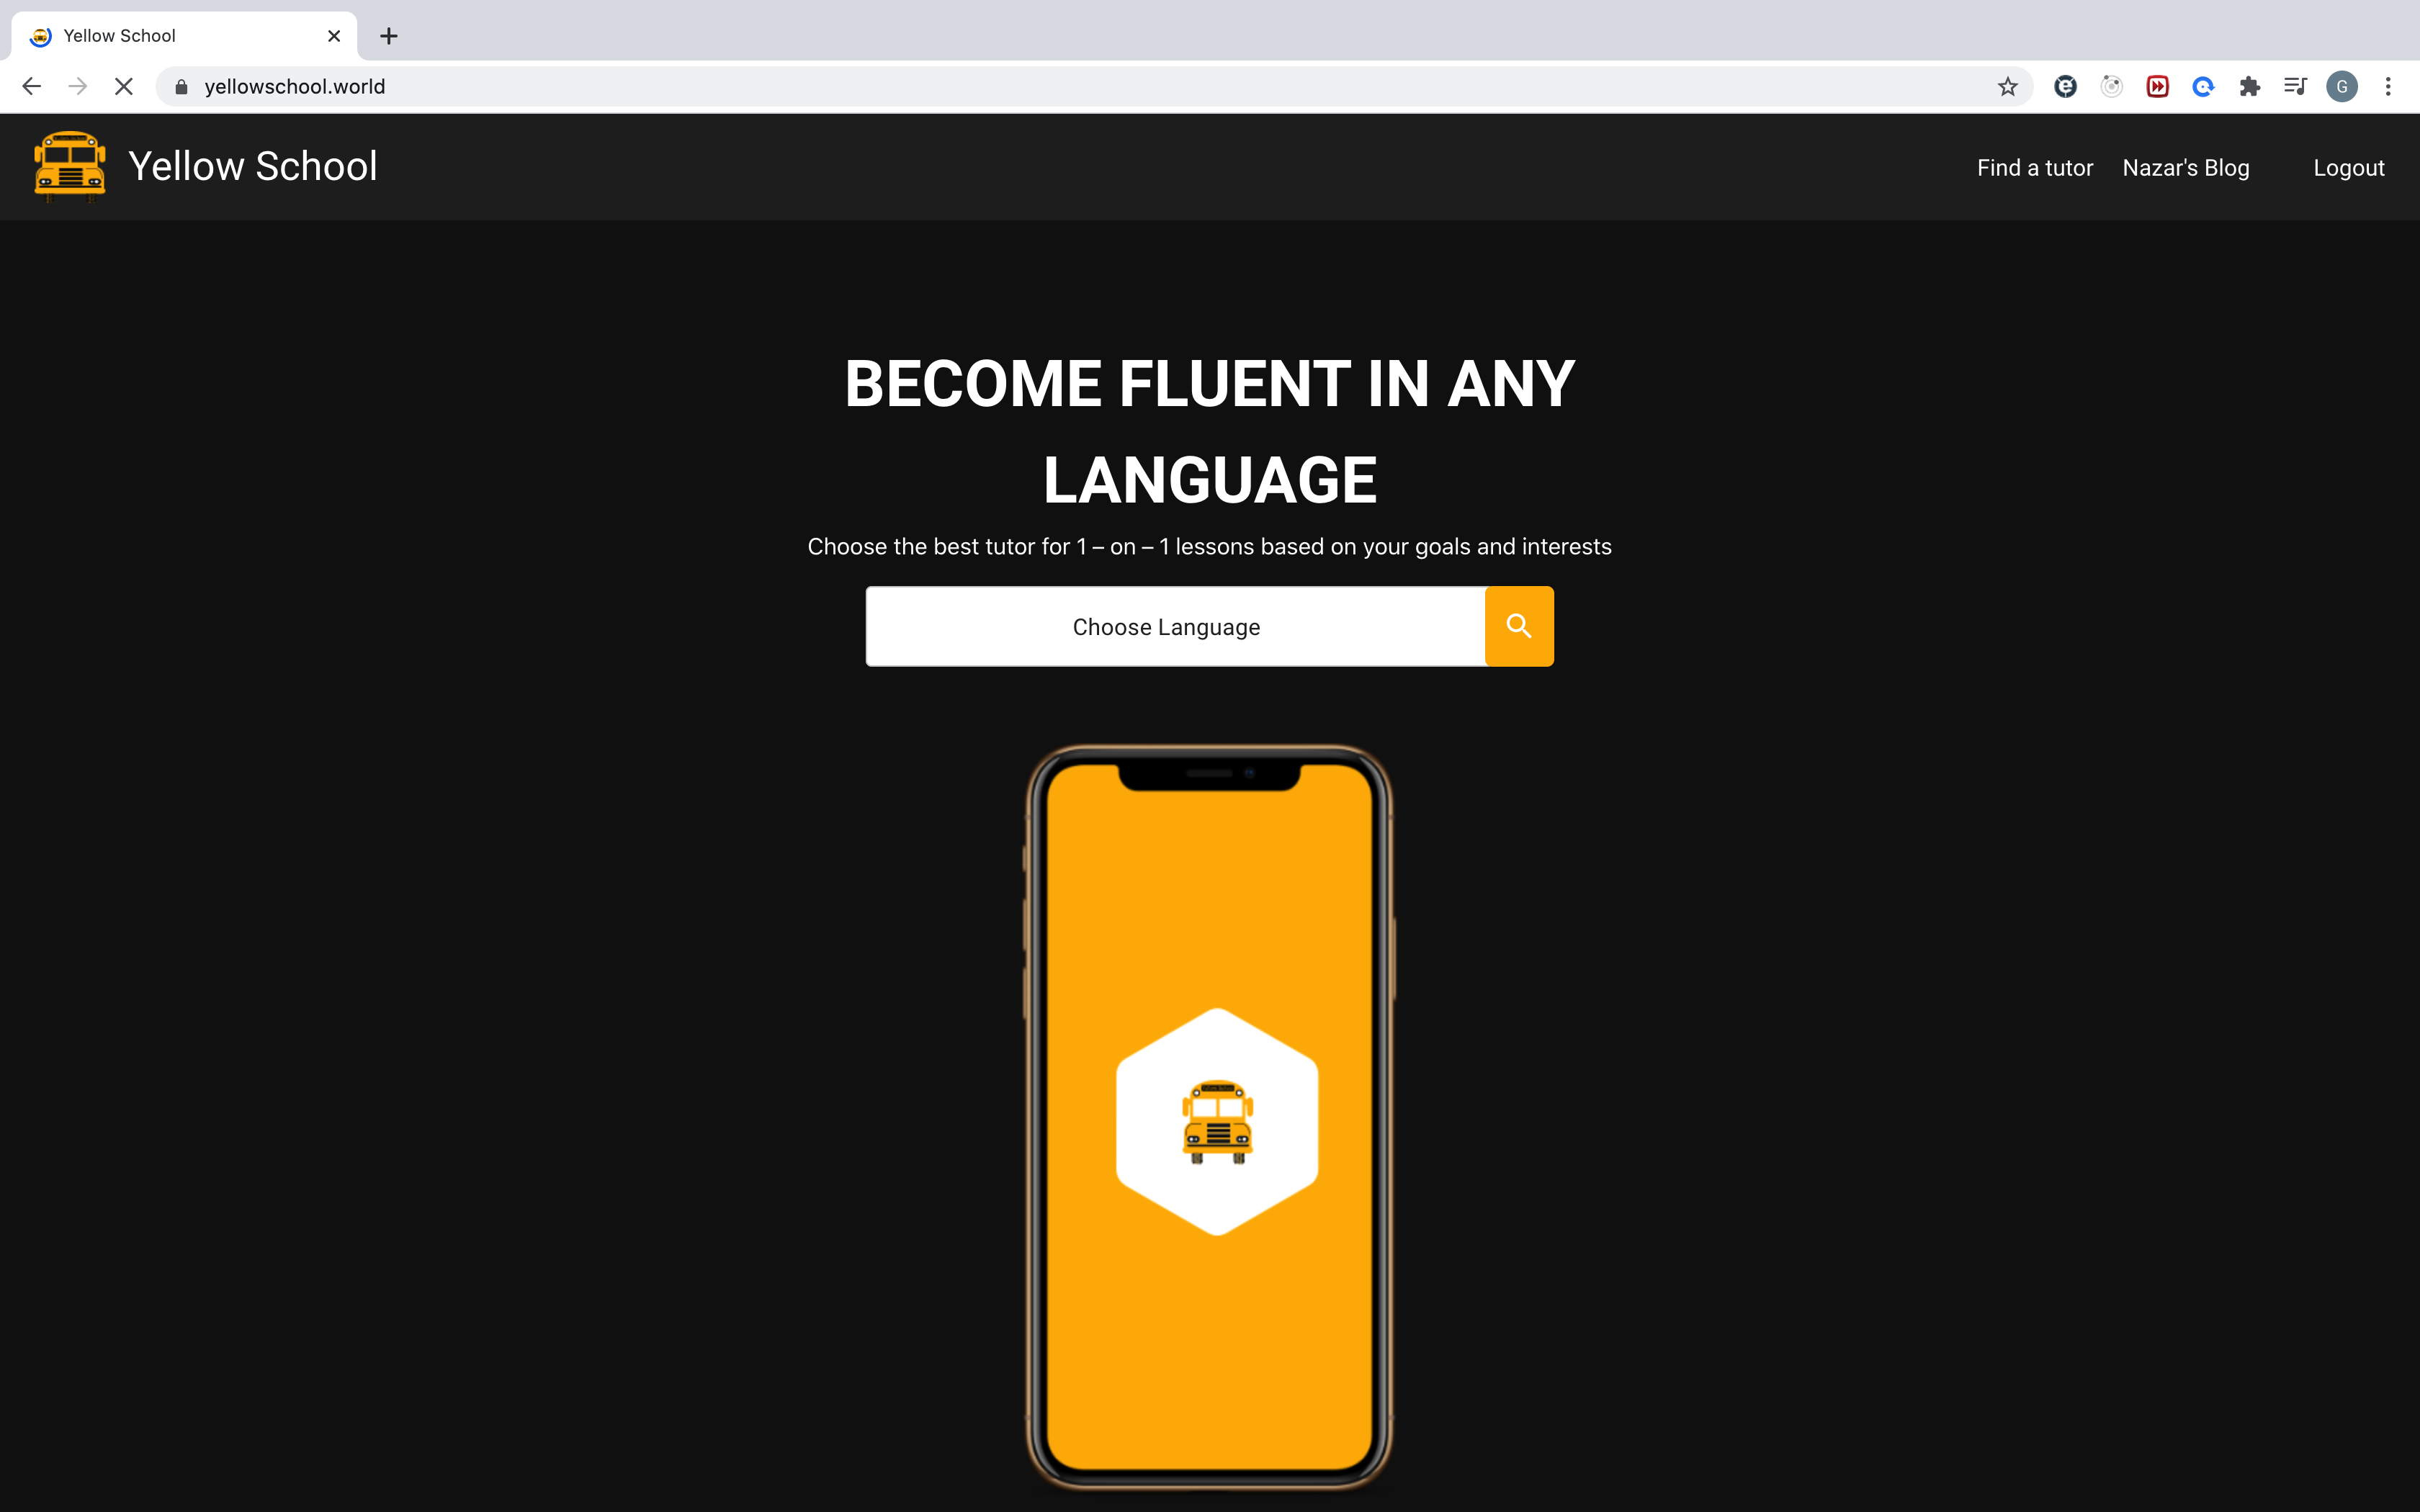 Yellow School
yellowschool.world
G
Yellow School
Find a tutor
Nazar's Blog
Logout
BECOME FLUENT IN ANY
LANGUAGE
Choose the best tutor for 1 – on – 1 lessons based on your goals and interests
Choose Language